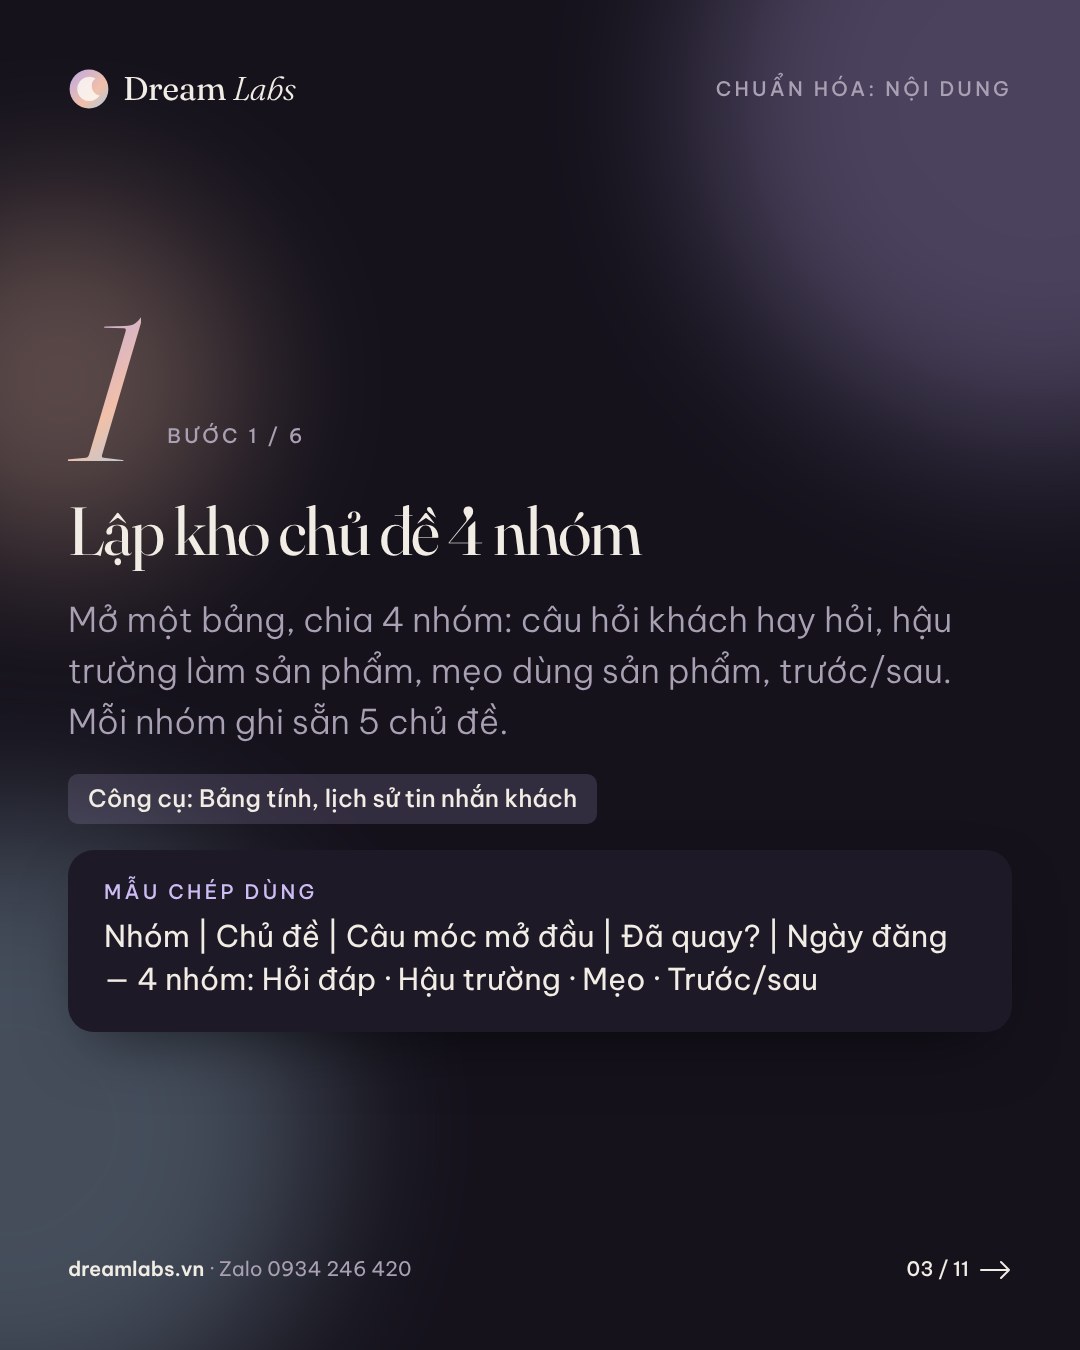 Dream Labs
CHUẨN HÓA: NỘI DUNG
1
BƯỚC 1 / 6
Lập kho chủ đề 4 nhóm
Mở một bảng, chia 4 nhóm: câu hỏi khách hay hỏi, hậu
trường làm sản phẩm, mẹo dùng sản phẩm, trước/sau.
Mỗi nhóm ghi sẵn 5 chủ đề.
Công cụ: Bảng tính, lịch sử tin nhắn khách
MẪU CHÉP DÙNG
Nhóm | Chủ đề | Câu móc mở đầu | Đã quay? | Ngày đăng
— 4 nhóm: Hỏi đáp · Hậu trường · Mẹo · Trước/sau
dreamlabs.vn · Zalo 0934 246 420
03 / 11 →